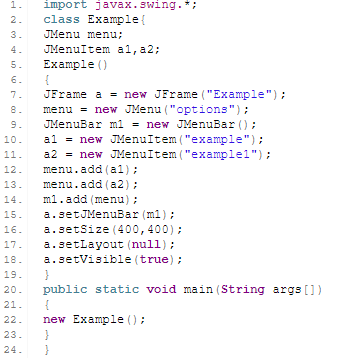 1. import javax.swing.*;
2. class Example{
3. JMenu menu;
4. JMenuItem a1,a2;
5. Example()
6. {
7. JFrame a = new JFrame("Example");
8. menu = new JMenu("options");
9. JMenuBar m1 = new JMenuBar();
10. a1 = new JMenuItem("example");
11. a2 = new JMenuItem("example1");
12. menu.add(a1);
13. menu.add(a2);
14. m1.add(menu);
15. a.setJMenuBar(m1);
16. a.setSize(400,400);
17. a.setLayout(null);
18. a.setVisible(true);
19. }
20. public static void main(String args[])
21. {
22. new Example();
23. }
24. }